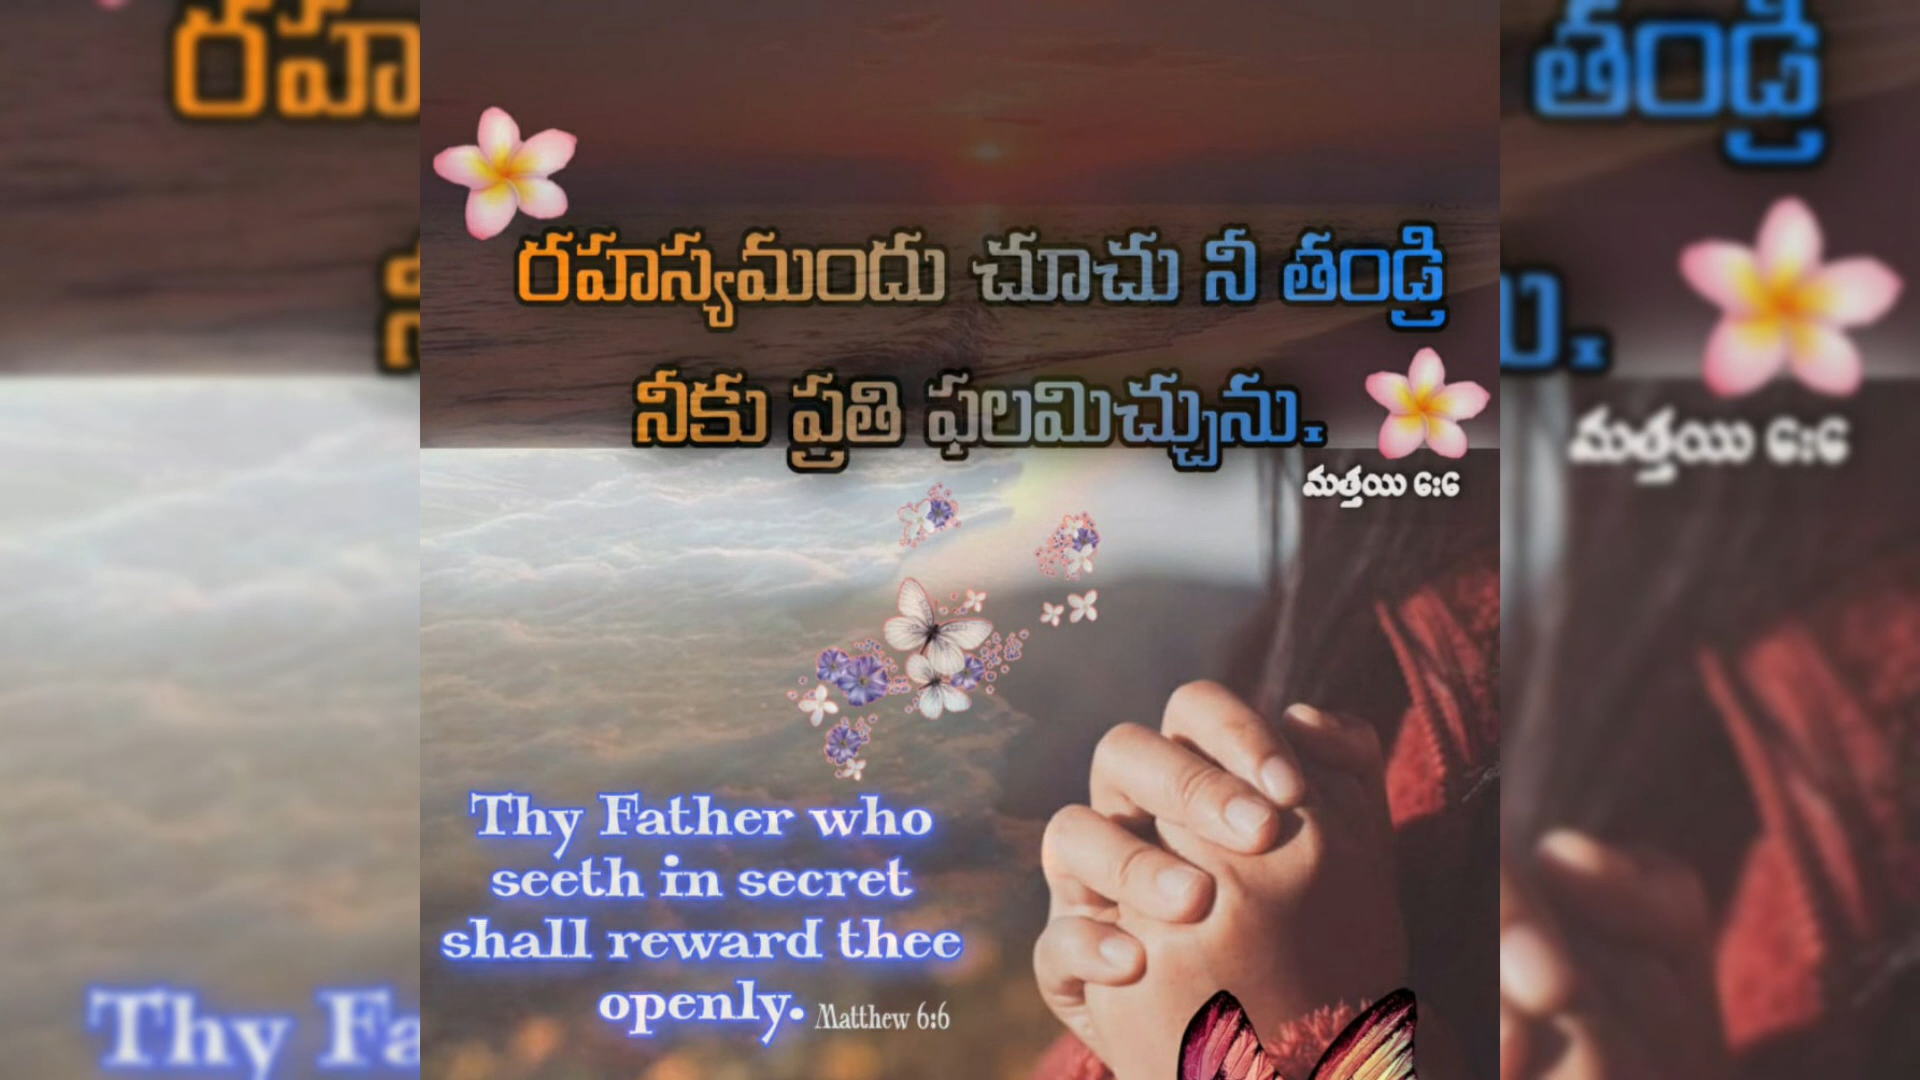 రహస్యమందు చూచు నీ తండ్రి
నీకు ప్రతి ఫలమిచ్చును.
మత్తయి 6:6
Thy Father who
seeth in secret
shall reward thee
openly. Matthew 6:6